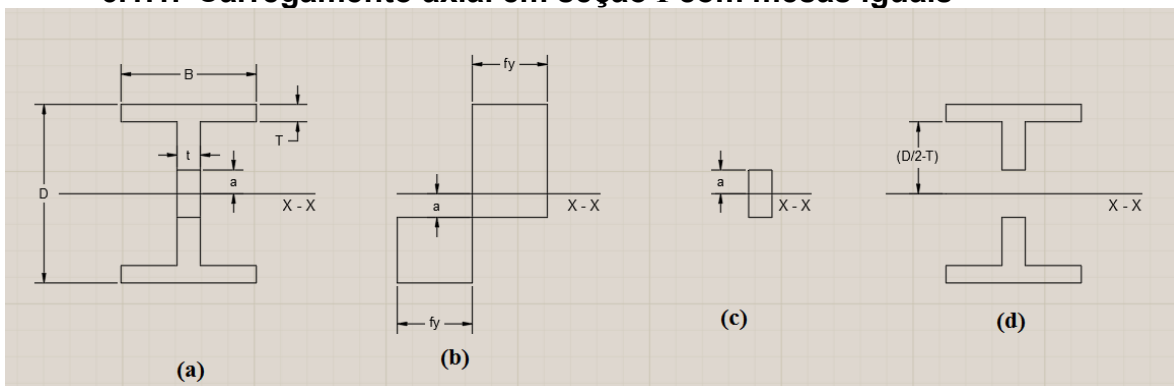 Carregamento axial em seção I com mesas iguais
B
fy
T
t
D
a
X - X
a
X - X
fy
a
X - X
(D/2-T)
X - X
(a)
(b)
(c)
(d)